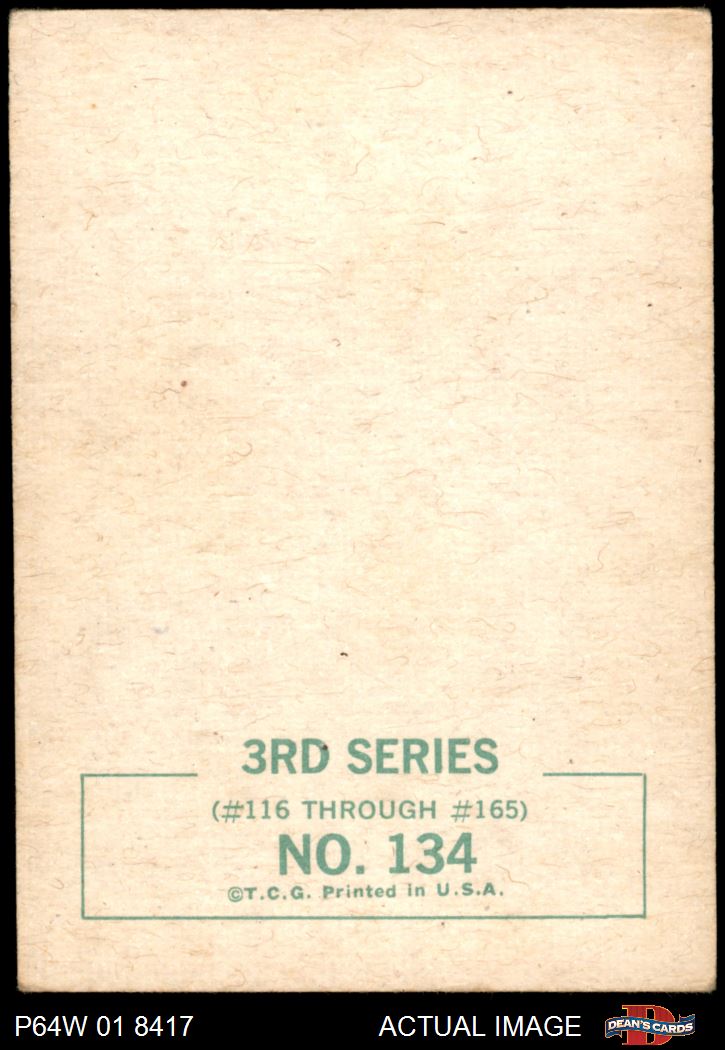 3RD SERIES
(#116 THROUGH #165)
NO. 134
©T.C.G. Printed in U.S.A.
P64W 01 8417
ACTUAL IMAGE
DEAN'S CARDS